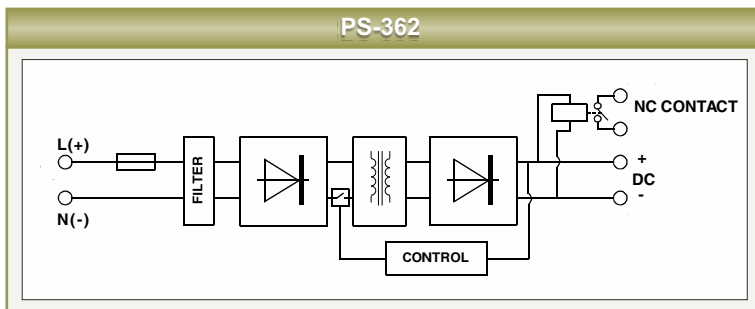 PS-362
NC CONTACT
L(+)
FILTER
+
DC
-
N(-)
CONTROL